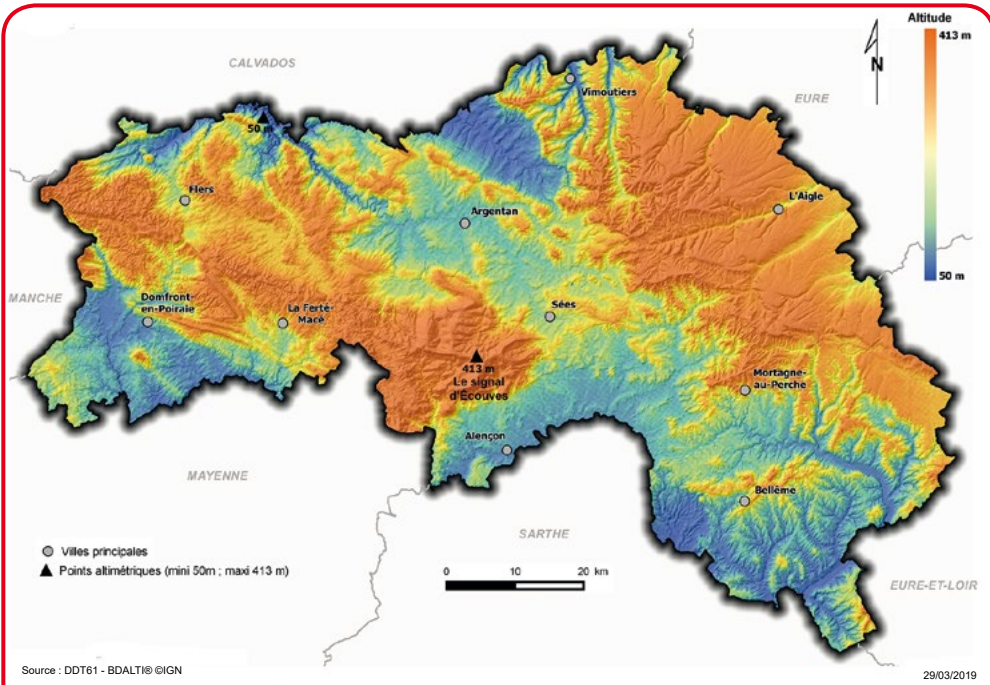 Altitude
413 m
N
CALVADOS
Vimoutiers
EURE
50 m
Flers
L'Aigle
Argentan
50 m
MANCHE
Domfront-
en-Poiraie
La Ferté-
Macé
Sées
413 m
Le signal
d'Écouves
Mortagne-
au-Perche
Alençon
MAYENNE
Bellême
SARTHE
Villes principales
Points altimétriques (mini 50m ; maxi 413 m)
0 10 20 km
EURE-ET-LOIR
Source : DDT61 - BDALTI® ©IGN
29/03/2019